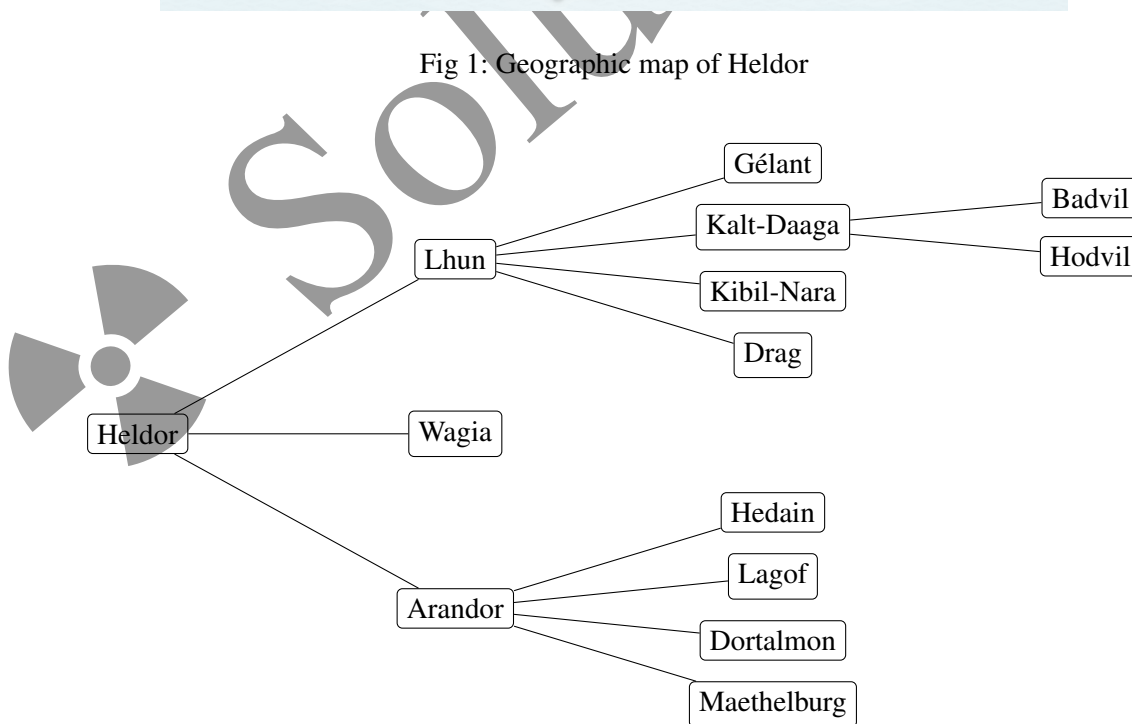 Fig 1: Geographic map of Heldor
Gélant
Badvil
Kalt-Daaga
Lhun
Hodvil
Kibil-Nara
Drag
Heldor
Wagia
Hedain
Lagof
Arandor
Dortalmon
Maethelburg